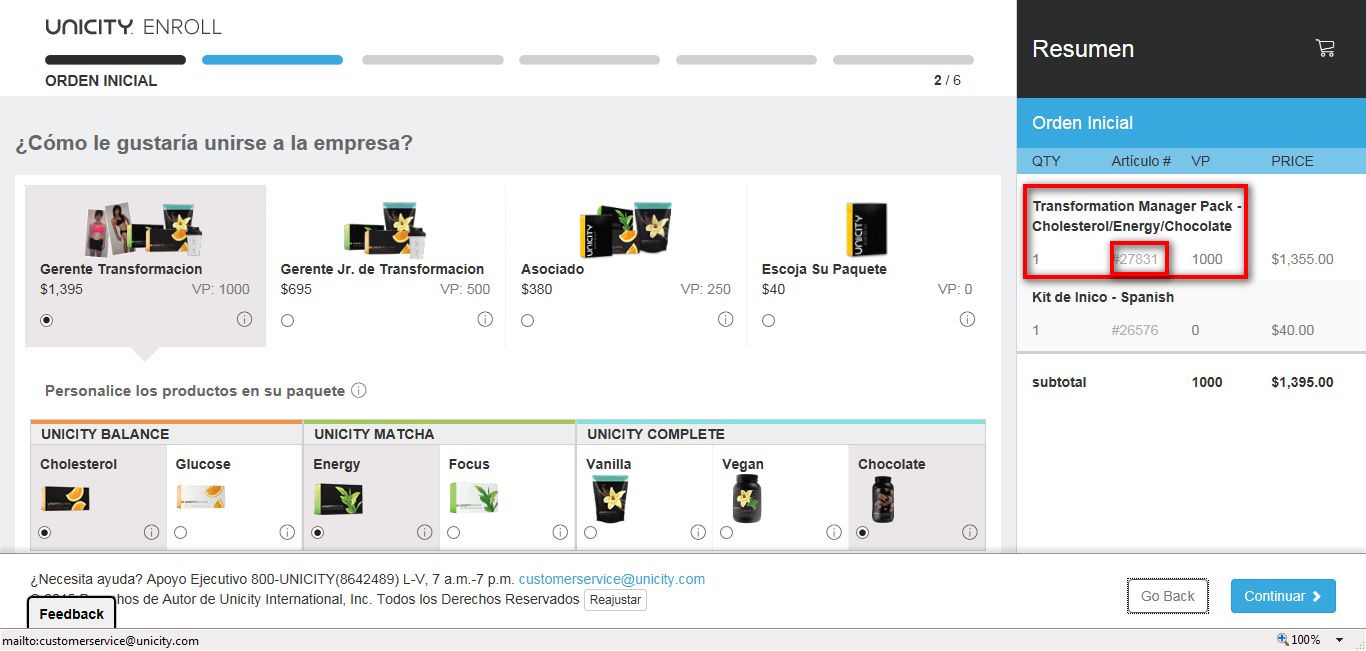 UNICITY. ENROLL
ORDEN INICIAL
2 / 6
¿Cómo le gustaría unirse a la empresa?
Gerente Transformacion
$1,395 VP: 1000
Gerente Jr. de Transformacion
$695 VP: 500
UNICITY
Asociado
$380 VP: 250
UNICITY
Escoja Su Paquete
$40 VP: 0
Personalice los productos en su paquete
UNICITY BALANCE
Cholesterol
Glucose
UNICITY MATCHA
Energy
Focus
UNICITY COMPLETE
Vanilla
Vegan
Chocolate
Resumen
Orden Inicial
QTY Artículo # VP PRICE
Transformation Manager Pack -
Cholesterol/Energy/Chocolate
1 #27831 1000 $1,355.00
Kit de Inico - Spanish
1 #26576 0 $40.00
subtotal 1000 $1,395.00
¿Necesita ayuda? Apoyo Ejecutivo 800-UNICITY(8642489) L-V, 7 a.m.-7 p.m. customerservice@unicity.com
hos de Autor de Unicity International, Inc. Todos los Derechos Reservados Reajustar
Feedback
Go Back
Continuar
mailto:customerservice@unicity.com
100%